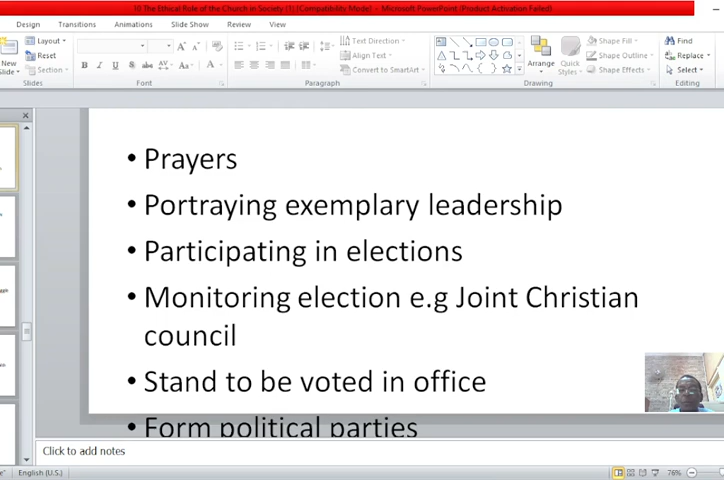 10 The Ethical Role of the Church in Society (1) [Compatibility Mode] - Microsoft PowerPoint (Product Activation Failed)
Design Transitions Animations Slide Show Review View
Layout
Reset
New
Slide
Section
Text Direction
Align Text
Convert to SmartArt
Arrange
Quick
Styles
Shape Fill
Shape Outline
Shape Effects
Find
Replace
Select
Slides Font Paragraph Drawing Editing
• Prayers
• Portraying exemplary leadership
• Participating in elections
• Monitoring election e.g Joint Christian
council
• Stand to be voted in office
• Form political parties
Click to add notes
English (U.S.)
76%